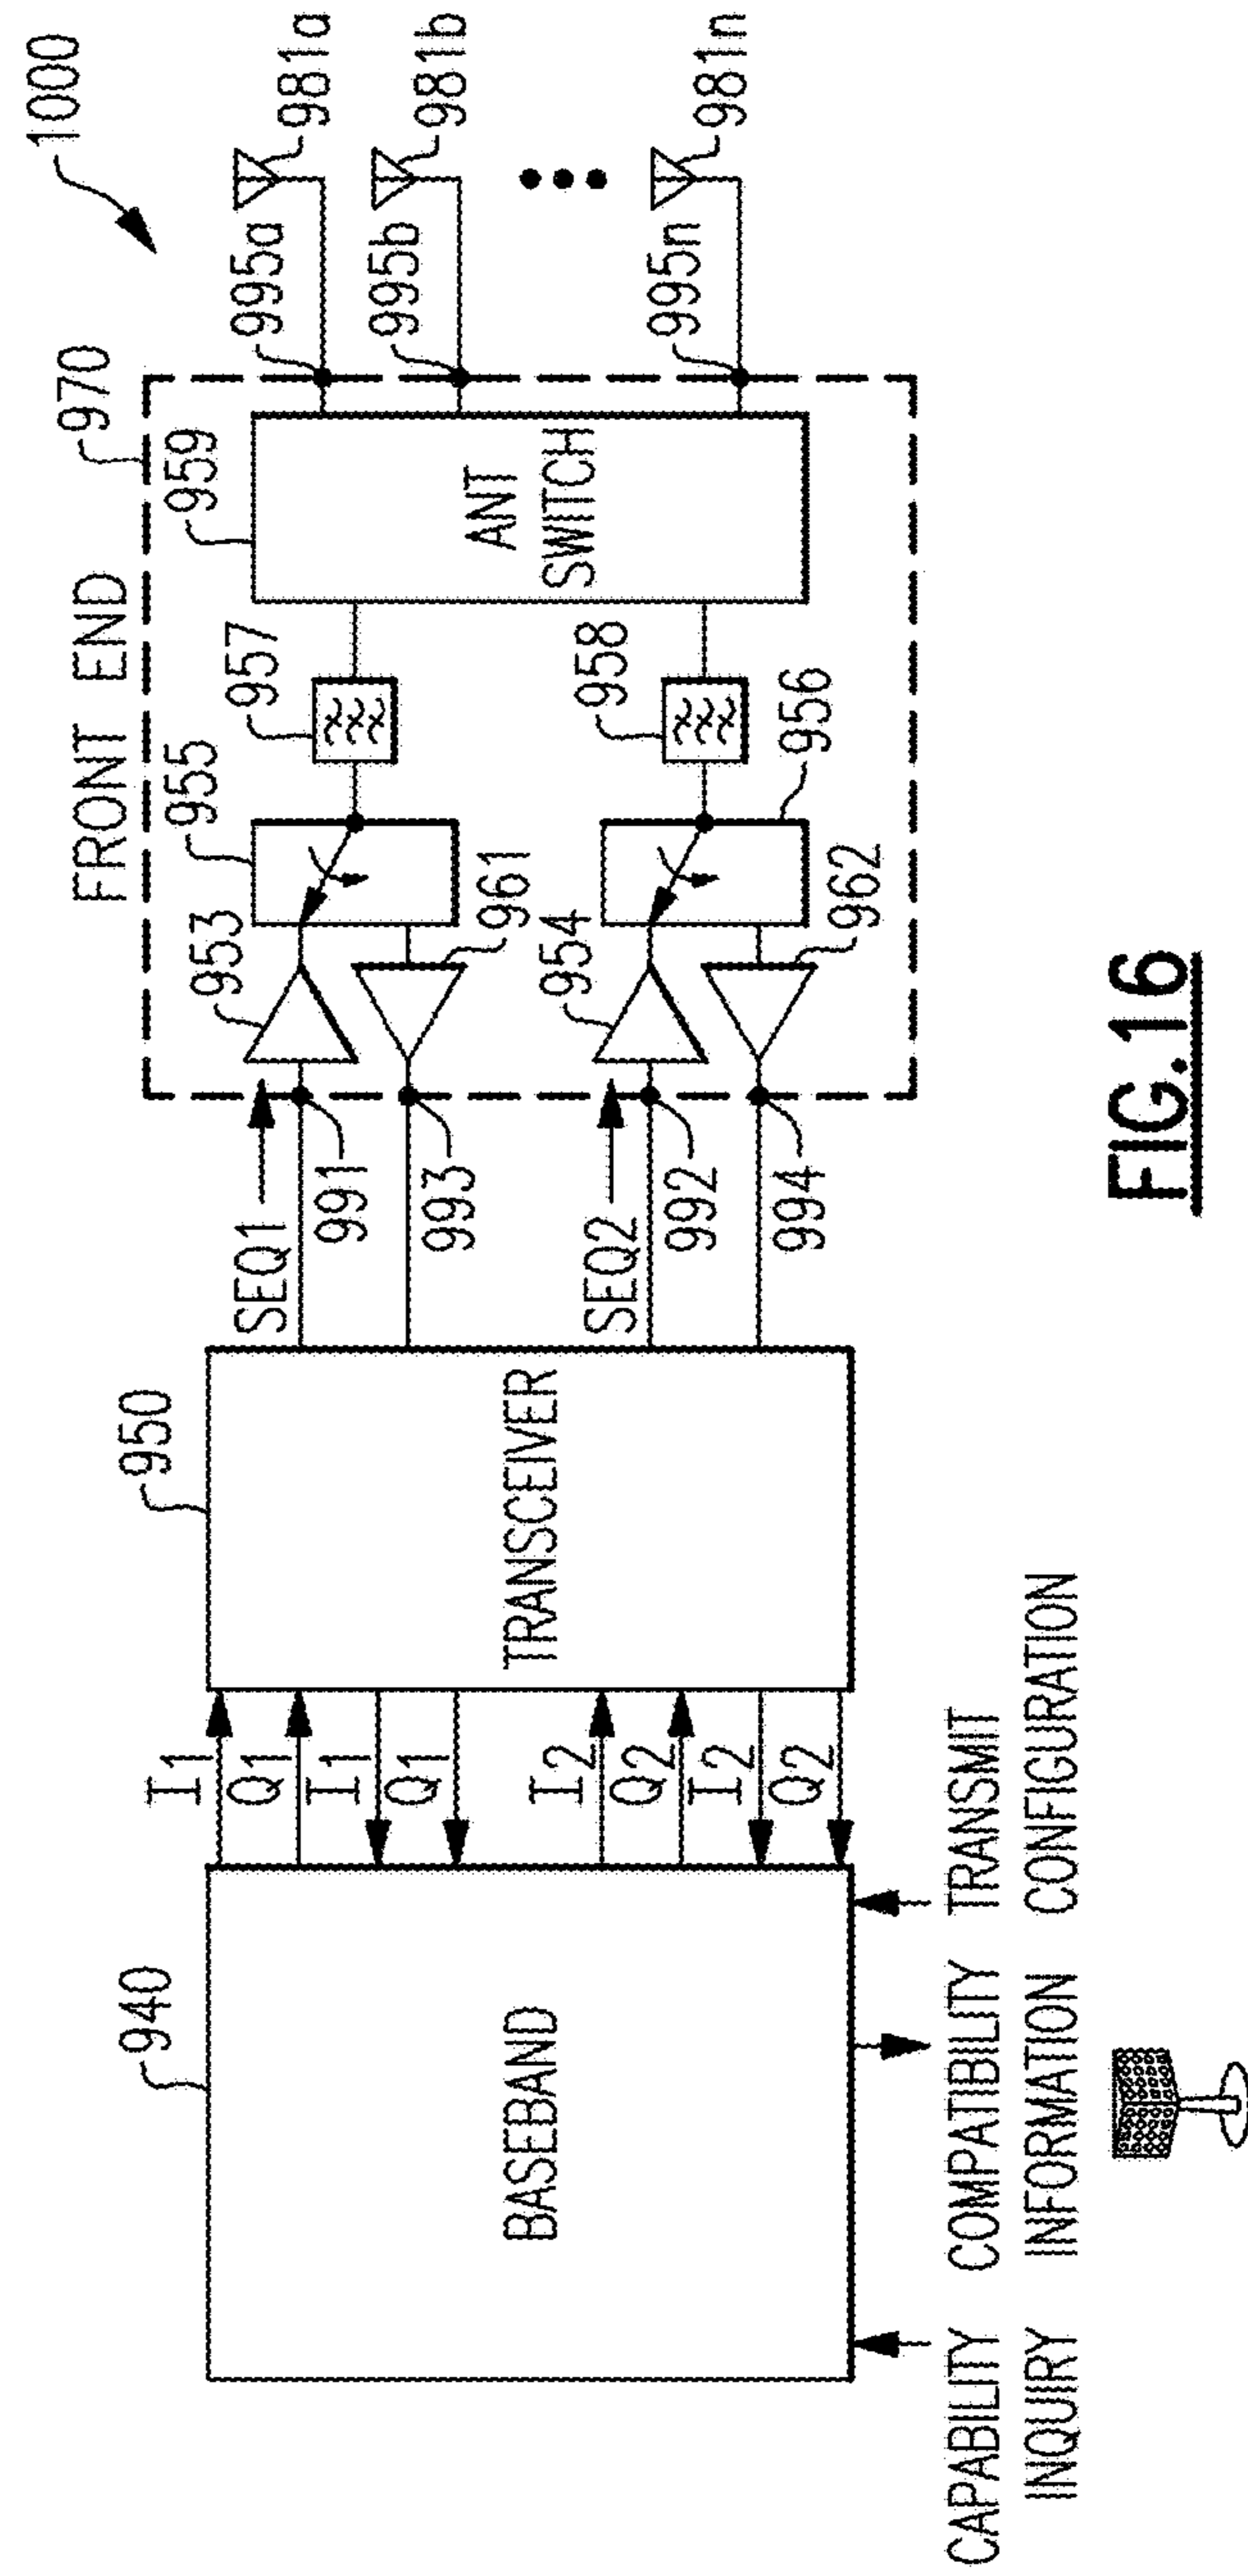 1000
970
FRONT END
959
995a
981a
995b
981b
995n
981n
957
955
953
961
958
956
954
962
ANT
SWITCH
SEQ1
991
993
SEQ2
992
994
950
TRANSCEIVER
I1
Q1
I1
Q1
I2
Q2
I2
Q2
940
BASEBAND
CAPABILITY
INQUIRY
COMPATIBILITY
INFORMATION
TRANSMIT
CONFIGURATION
FIG.16